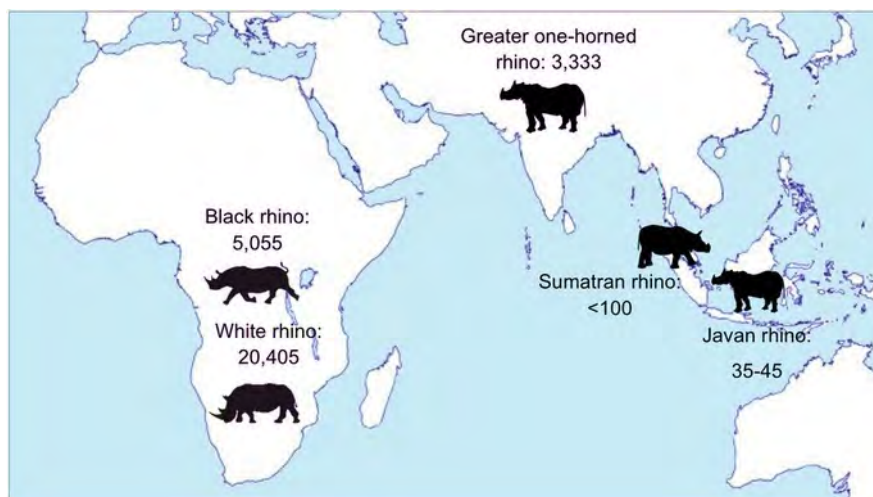 Greater one-horned
rhino: 3,333
Black rhino:
5,055
Sumatran rhino:
<100
White rhino:
20,405
Javan rhino:
35-45